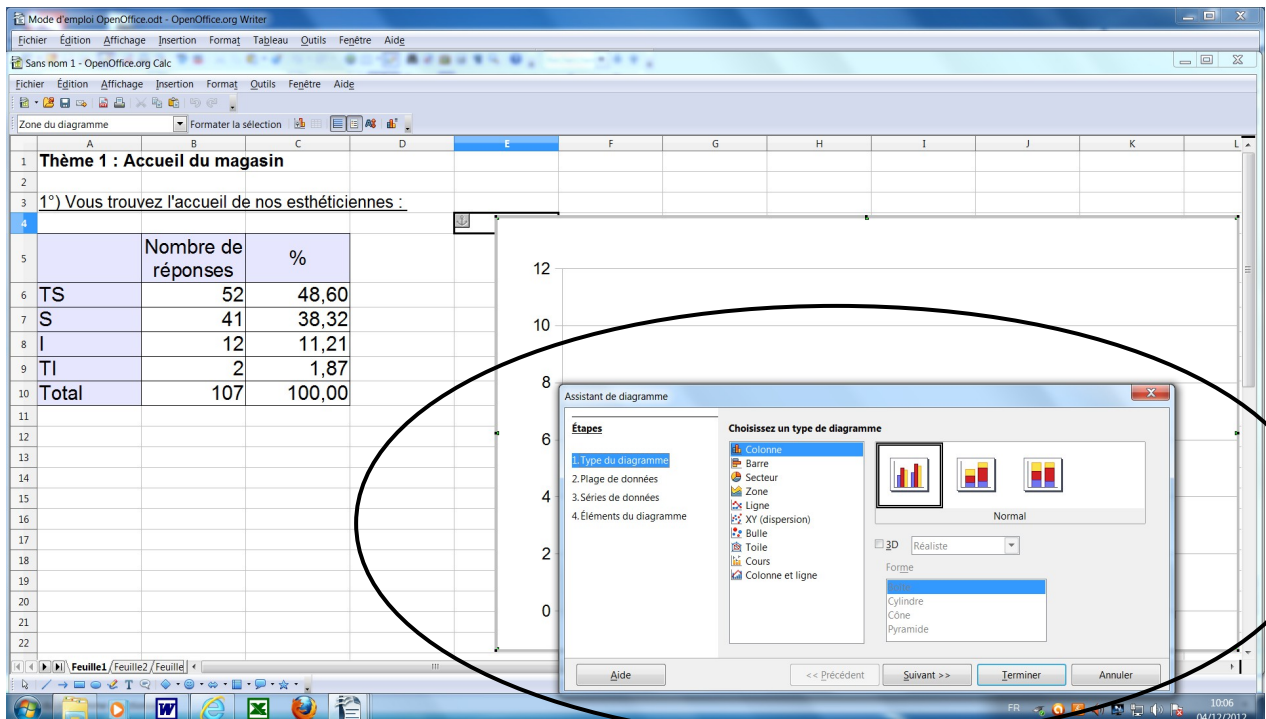 Mode d'emploi OpenOffice.odt - OpenOffice.org Writer
Fichier Édition Affichage Insertion Format Tableau Outils Fenêtre Aide
Sans nom 1 - OpenOffice.org Calc
Fichier Édition Affichage Insertion Format Outils Fenêtre Aide
Zone du diagramme Formater la sélection
A B C D E F G H I J K L
1 Thème 1 : Accueil du magasin
2
3 1°) Vous trouvez l'accueil de nos esthéticiennes :
4
5 Nombre de réponses %
6 TS 52 48,60
7 S 41 38,32
8 I 12 11,21
9 TI 2 1,87
10 Total 107 100,00
11
12
13
14
15
16
17
18
19
20
21
22
12
10
8
6
4
2
0
Assistant de diagramme
Étapes
1.Type du diagramme
2.Plage de données
3.Séries de données
4.Éléments du diagramme
Choisissez un type de diagramme
Colonne
Barre
Secteur
Zone
Ligne
XY (dispersion)
Bulle
Toile
Cours
Colonne et ligne
Normal
3D Réaliste
Forme
Cylindre
Cône
Pyramide
Aide << Précédent Suivant >> Terminer Annuler
Feuille1 Feuille2 Feuille
FR 10:06
04/12/2012